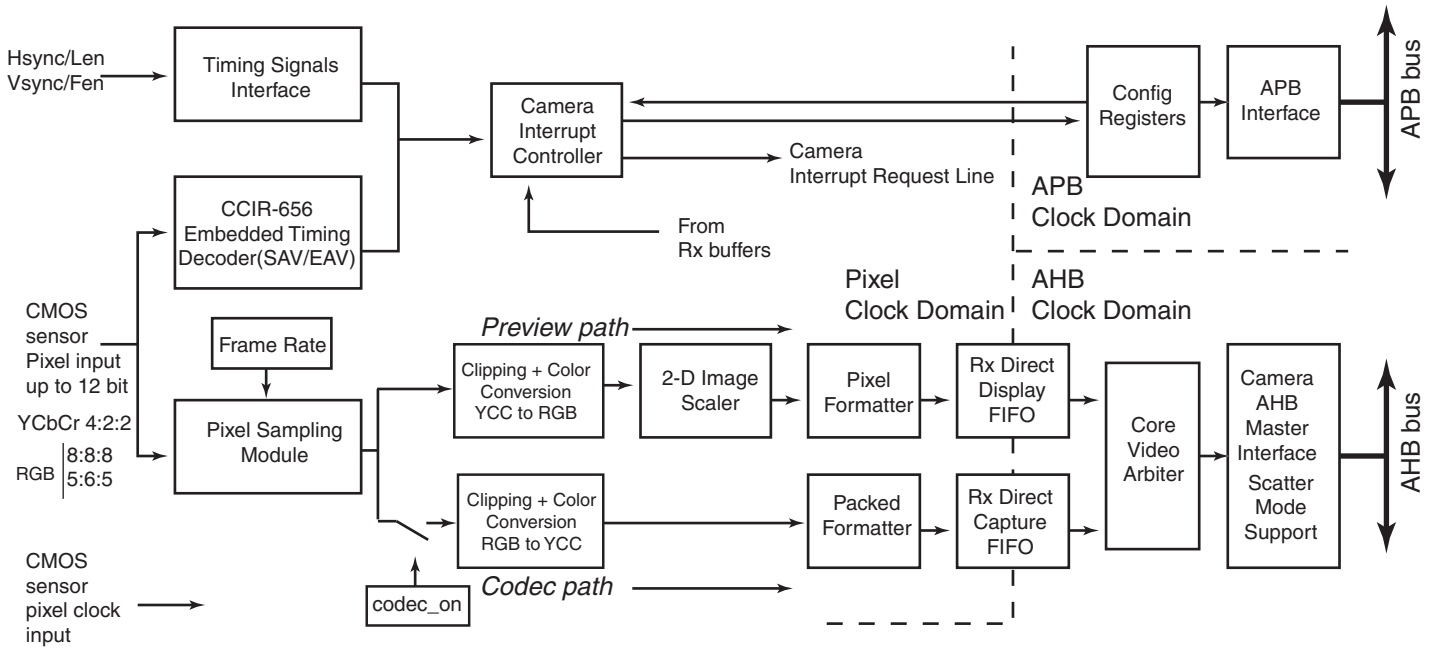 Hsync/Len
Vsync/Fen
Timing Signals
Interface
Camera
Interrupt
Controller
Config
Registers
APB
Interface
APB bus
Camera
Interrupt Request Line
APB
Clock Domain
CCIR-656
Embedded Timing
Decoder(SAV/EAV)
From
Rx buffers
Pixel
Clock Domain
AHB
Clock Domain
CMOS
sensor
Pixel input
up to 12 bit
YCbCr 4:2:2
RGB
8:8:8
5:6:5
Frame Rate
Pixel Sampling
Module
Preview path
Clipping + Color
Conversion
YCC to RGB
2-D Image
Scaler
Pixel
Formatter
Rx Direct
Display
FIFO
Core
Video
Arbiter
Camera
AHB
Master
Interface
Scatter
Mode
Support
AHB bus
Clipping + Color
Conversion
RGB to YCC
Packed
Formatter
Rx Direct
Capture
FIFO
Codec path
codec_on
CMOS
sensor
pixel clock
input